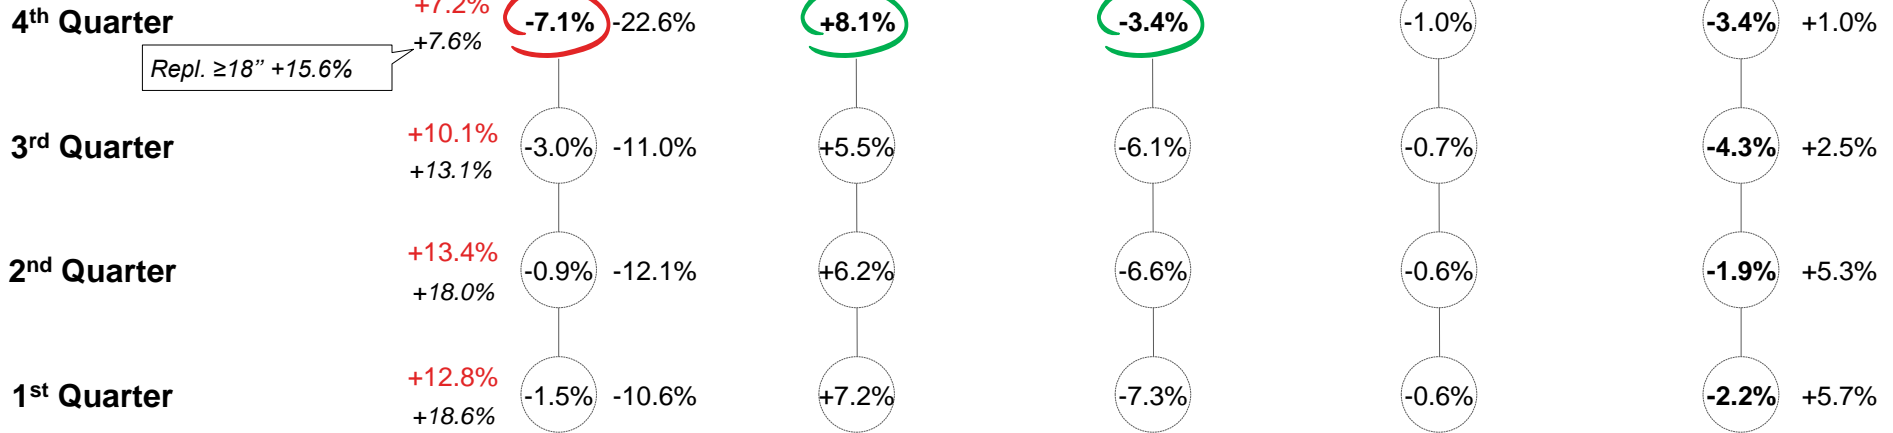 +7.2%
4th Quarter -7.1% -22.6% +8.1% -3.4% -1.0% -3.4% +1.0%
+7.6%
Repl. ≥18” +15.6%
+10.1%
3rd Quarter -3.0% -11.0% +5.5% -6.1% -0.7% -4.3% +2.5%
+13.1%
+13.4%
2nd Quarter -0.9% -12.1% +6.2% -6.6% -0.6% -1.9% +5.3%
+18.0%
+12.8%
1st Quarter -1.5% -10.6% +7.2% -7.3% -0.6% -2.2% +5.7%
+18.6%